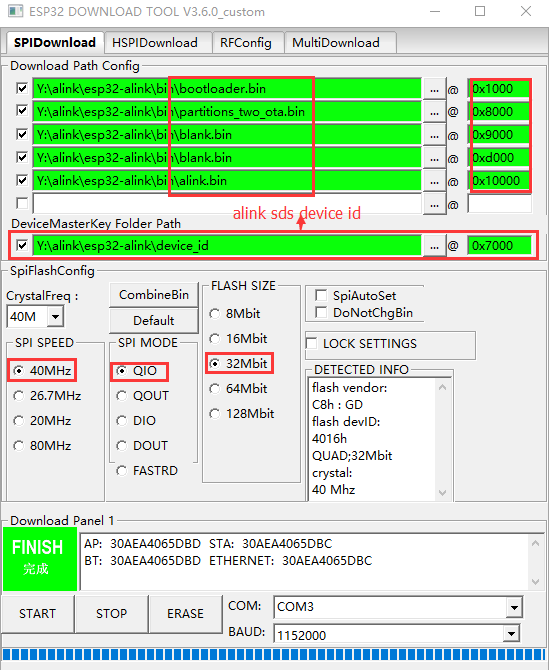 ESP32 DOWNLOAD TOOL V3.6.0_custom
SPIDownload HSPIDownload RFConfig MultiDownload
Download Path Config
Y:\alink\esp32-alink\bin\bootloader.bin ... @ 0x1000
Y:\alink\esp32-alink\bin\partitions_two_ota.bin ... @ 0x8000
Y:\alink\esp32-alink\bin\blank.bin ... @ 0x9000
Y:\alink\esp32-alink\bin\blank.bin ... @ 0xd000
Y:\alink\esp32-alink\bin\alink.bin ... @ 0x10000
... @
alink sds device id
DeviceMasterKey Folder Path
Y:\alink\esp32-alink\device_id ... @ 0x7000
SpiFlashConfig
CrystalFreq :
40M
CombineBin
Default
SPI SPEED
40MHz
26.7MHz
20MHz
80MHz
SPI MODE
QIO
QOUT
DIO
DOUT
FASTRD
FLASH SIZE
8Mbit
16Mbit
32Mbit
64Mbit
128Mbit
SpiAutoSet
DoNotChgBin
LOCK SETTINGS
DETECTED INFO
flash vendor:
C8h : GD
flash devID:
4016h
QUAD;32Mbit
crystal:
40 Mhz
Download Panel 1
FINISH
完成
AP: 30AEA4065DBD STA: 30AEA4065DBC
BT: 30AEA4065DBD ETHERNET: 30AEA4065DBC
START STOP ERASE
COM: COM3
BAUD: 1152000